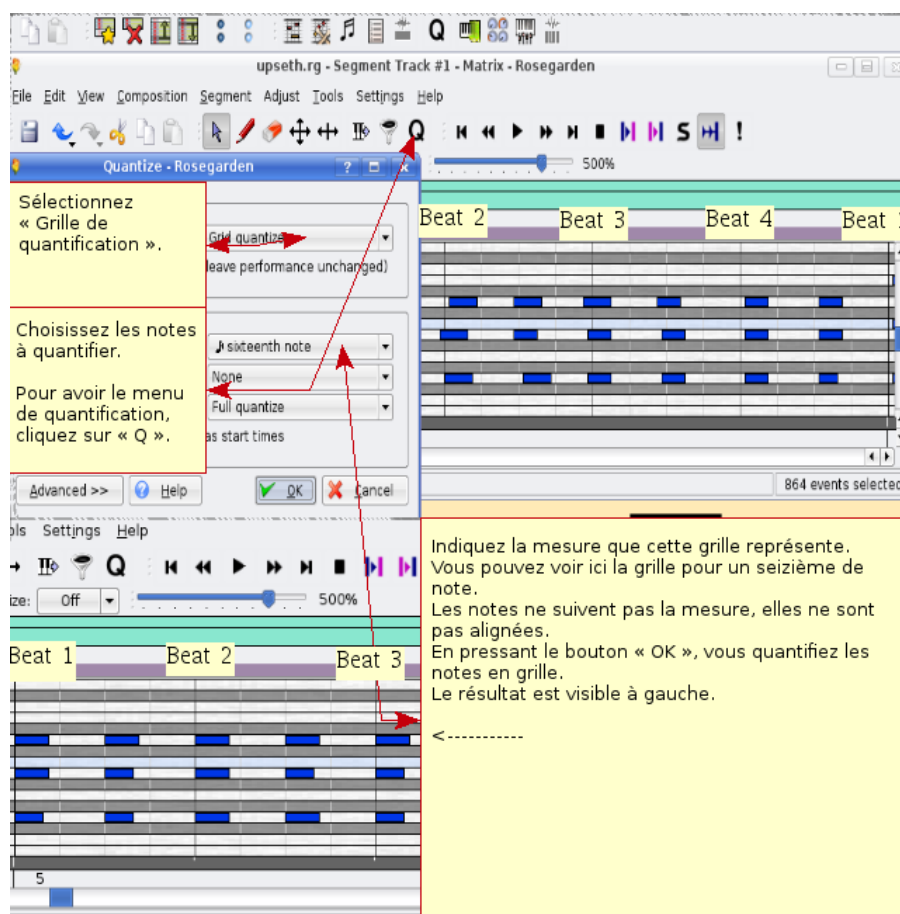 Q
upseth.rg - Segment Track #1 - Matrix - Rosegarden
File Edit View Composition Segment Adjust Tools Settings Help
Q S !
Quantize - Rosegarden ?
500%
Sélectionnez
« Grille de
quantification ».
Grid quantize
leave performance unchanged)
Beat 2 Beat 3 Beat 4 Beat
Choisissez les notes
à quantifier.
Pour avoir le menu
de quantification,
cliquez sur « Q ».
sixteenth note
None
Full quantize
as start times
Advanced >> Help OK Cancel
864 events selected
ols Settings Help
Q
ize: Off 500%
Beat 1 Beat 2 Beat 3
5
Indiquez la mesure que cette grille représente.
Vous pouvez voir ici la grille pour un seizième de
note.
Les notes ne suivent pas la mesure, elles ne sont
pas alignées.
En pressant le bouton « OK », vous quantifiez les
notes en grille.
Le résultat est visible à gauche.
<-----------